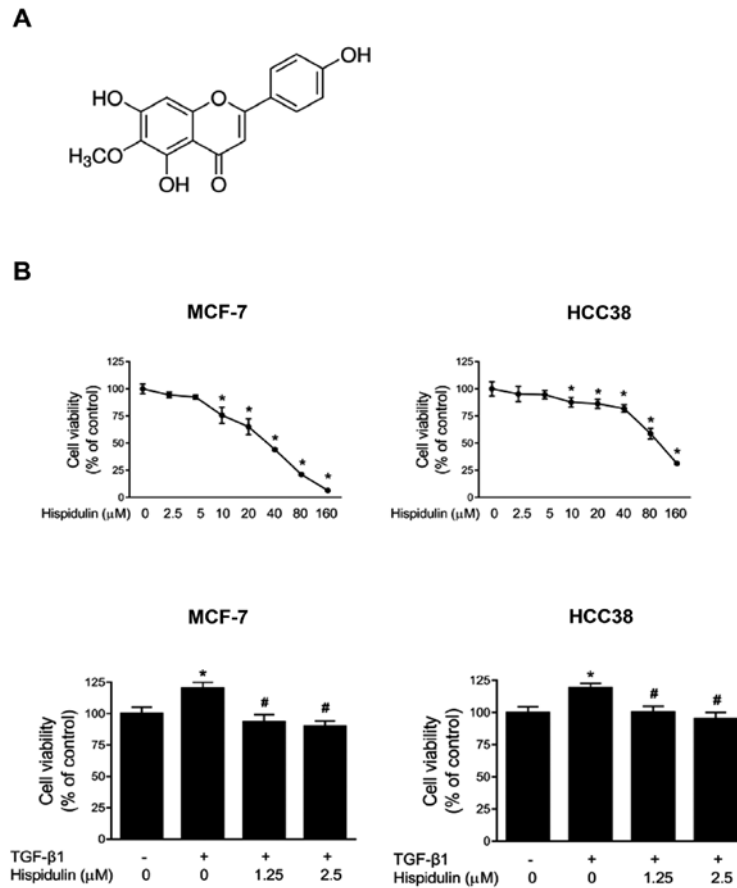 A
OH
HO
O
H₃CO
OH
O
B
MCF-7
Cell viability
(% of control)
125
100
75
50
25
0
* * * * *
Hispidulin (μM) 0 2.5 5 10 20 40 80 160
HCC38
Cell viability
(% of control)
125
100
75
50
25
0
* * * * *
Hispidulin (μM) 0 2.5 5 10 20 40 80 160
MCF-7
Cell viability
(% of control)
125
100
75
50
25
0
* # #
TGF-β1 - + + +
Hispidulin (μM) 0 0 1.25 2.5
HCC38
Cell viability
(% of control)
125
100
75
50
25
0
* # #
TGF-β1 - + + +
Hispidulin (μM) 0 0 1.25 2.5